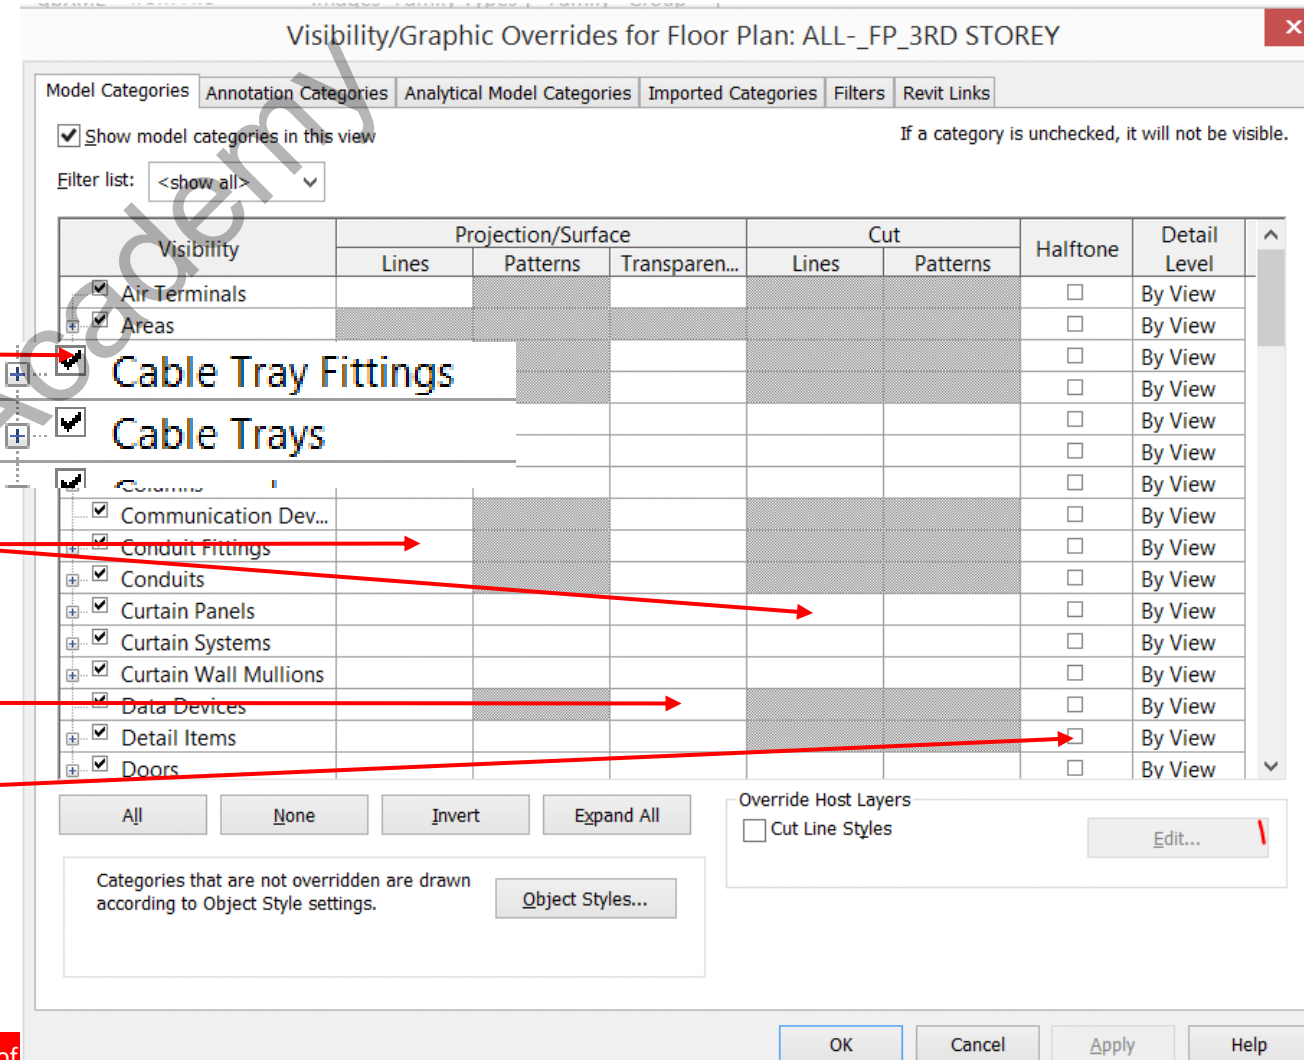 Visibility/Graphic Overrides for Floor Plan: ALL-_FP_3RD STOREY
x
Model Categories Annotation Categories Analytical Model Categories Imported Categories Filters Revit Links
Show model categories in this view If a category is unchecked, it will not be visible.
Filter list: <show all>
Visibility Projection/Surface Cut Halftone Detail Level
Lines Patterns Transparen... Lines Patterns
Air Terminals By View
Areas By View
Cable Tray Fittings By View
By View
Cable Trays By View
By View
Columns By View
Communication Dev... By View
Conduit Fittings By View
Conduits By View
Curtain Panels By View
Curtain Systems By View
Curtain Wall Mullions By View
Data Devices By View
Detail Items By View
Doors By View
All None Invert Expand All
Override Host Layers
Cut Line Styles Edit...
Categories that are not overridden are drawn
according to Object Style settings.
Object Styles...
OK Cancel Apply Help
of
Academy